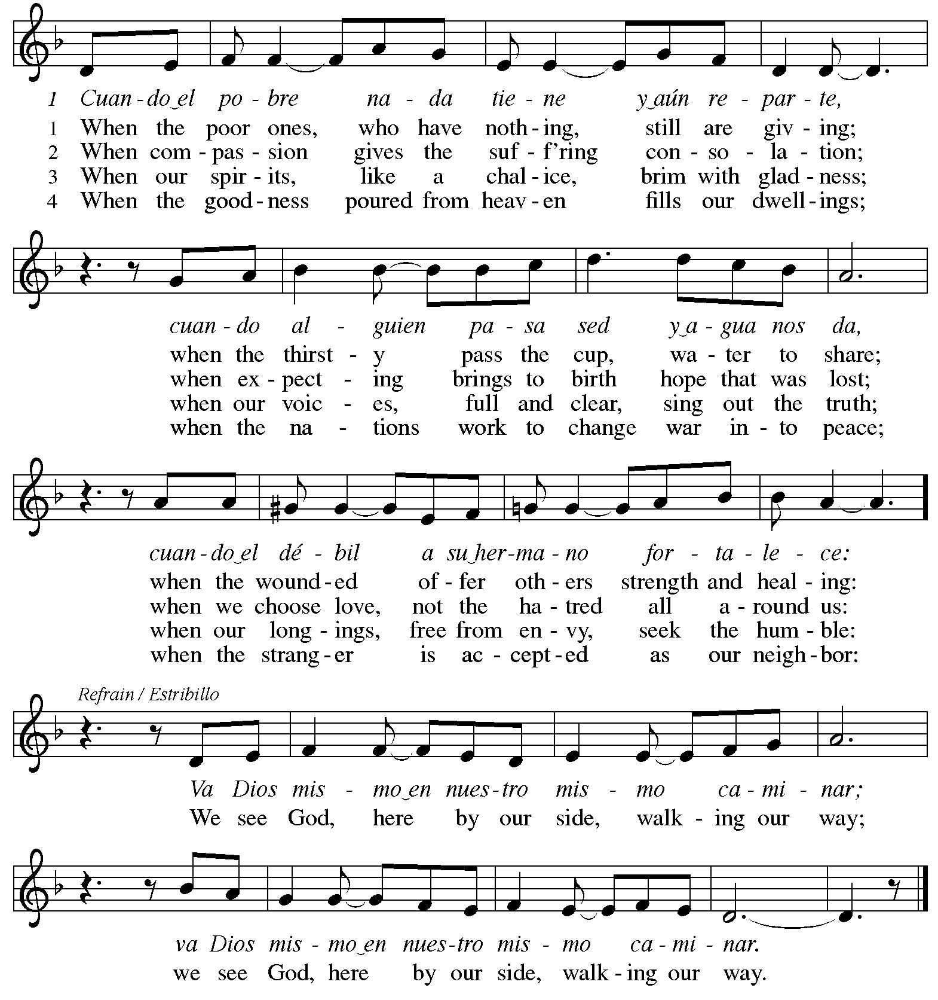 1 Cuan - do‿el po - bre na - da tie - ne y‿aún re - par - te,
1 When the poor ones, who have noth - ing, still are giv - ing;
2 When com - pas - sion gives the suf - f’ring con - so - la - tion;
3 When our spir - its, like a chal - ice, brim with glad - ness;
4 When the good - ness poured from heav - en fills our dwell - ings;
cuan - do al - guien pa - sa sed y‿a - gua nos da,
when the thirst - y pass the cup, wa - ter to share;
when ex - pect - ing brings to birth hope that was lost;
when our voic - es, full and clear, sing out the truth;
when the na - tions work to change war in - to peace;
cuan - do‿el dé - bil a su‿her - ma - no for - ta - le - ce:
when the wound - ed of - fer oth - ers strength and heal - ing:
when we choose love, not the ha - tred all a - round us:
when our long - ings, free from en - vy, seek the hum - ble:
when the strang - er is ac - cept - ed as our neigh - bor:
Refrain / Estribillo
Va Dios mis - mo‿en nues - tro mis - mo ca - mi - nar;
We see God, here by our side, walk - ing our way;
va Dios mis - mo‿en nues - tro mis - mo ca - mi - nar.
we see God, here by our side, walk - ing our way.